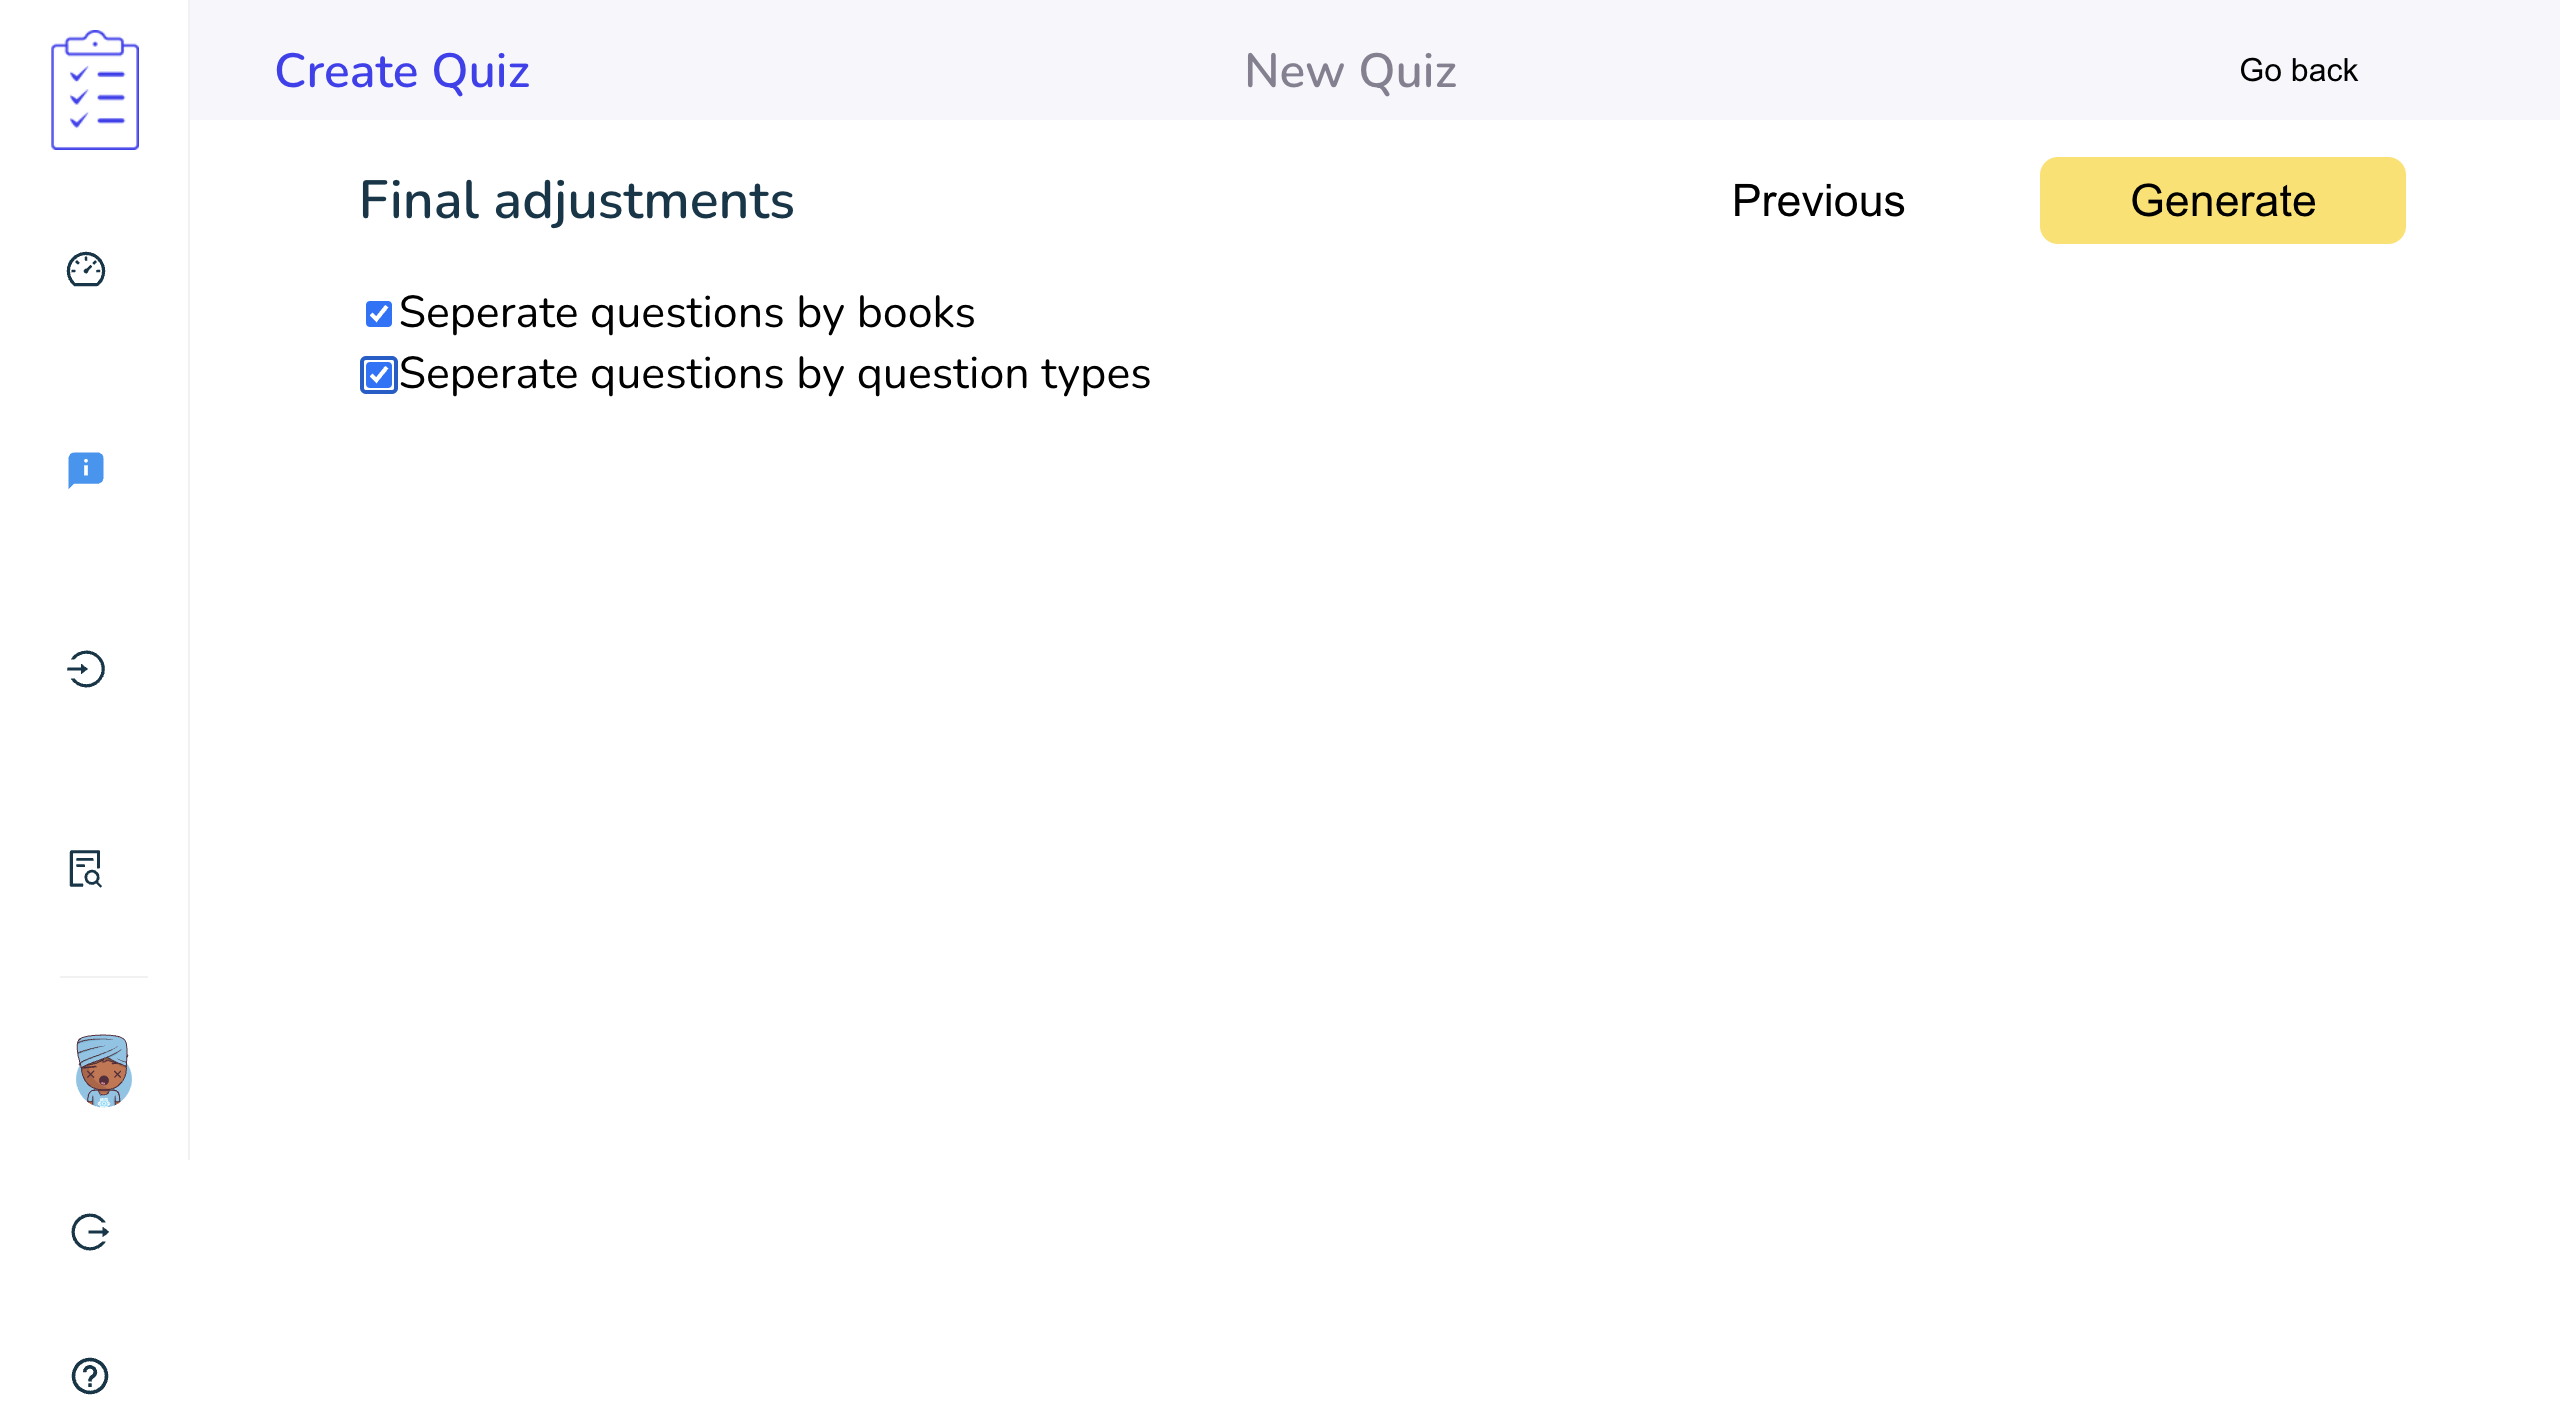 Create Quiz
New Quiz
Go back
Final adjustments
Previous
Generate
Seperate questions by books
Seperate questions by question types